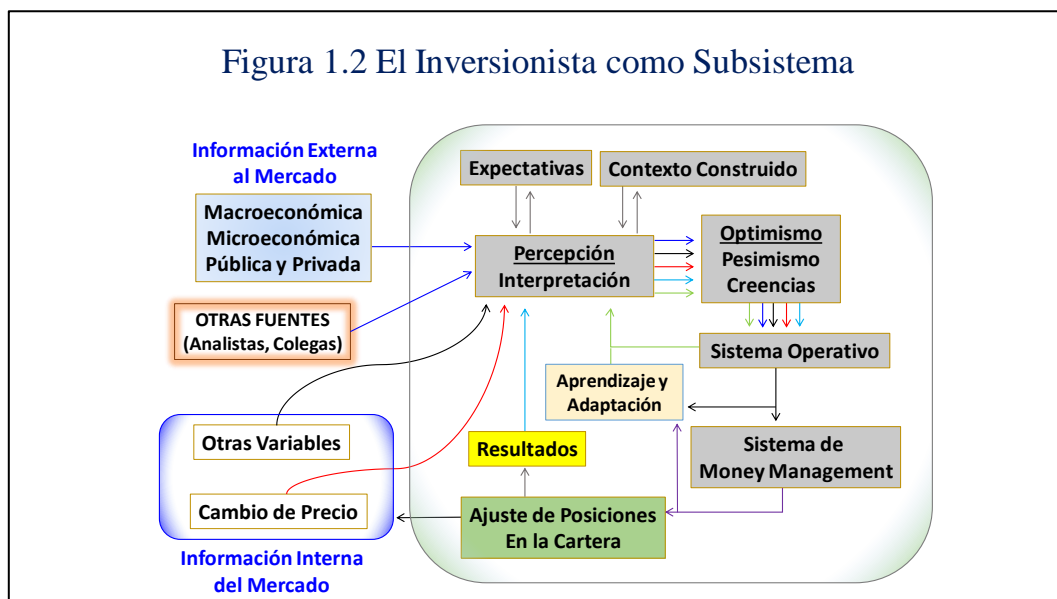 Figura 1.2 El Inversionista como Subsistema
Información Externa
al Mercado
Macroeconómica
Microeconómica
Pública y Privada
OTRAS FUENTES
(Analistas, Colegas)
Otras Variables
Cambio de Precio
Información Interna
del Mercado
Expectativas
Contexto Construido
Percepción
Interpretación
Optimismo
Pesimismo
Creencias
Sistema Operativo
Aprendizaje y
Adaptación
Resultados
Sistema de
Money Management
Ajuste de Posiciones
En la Cartera